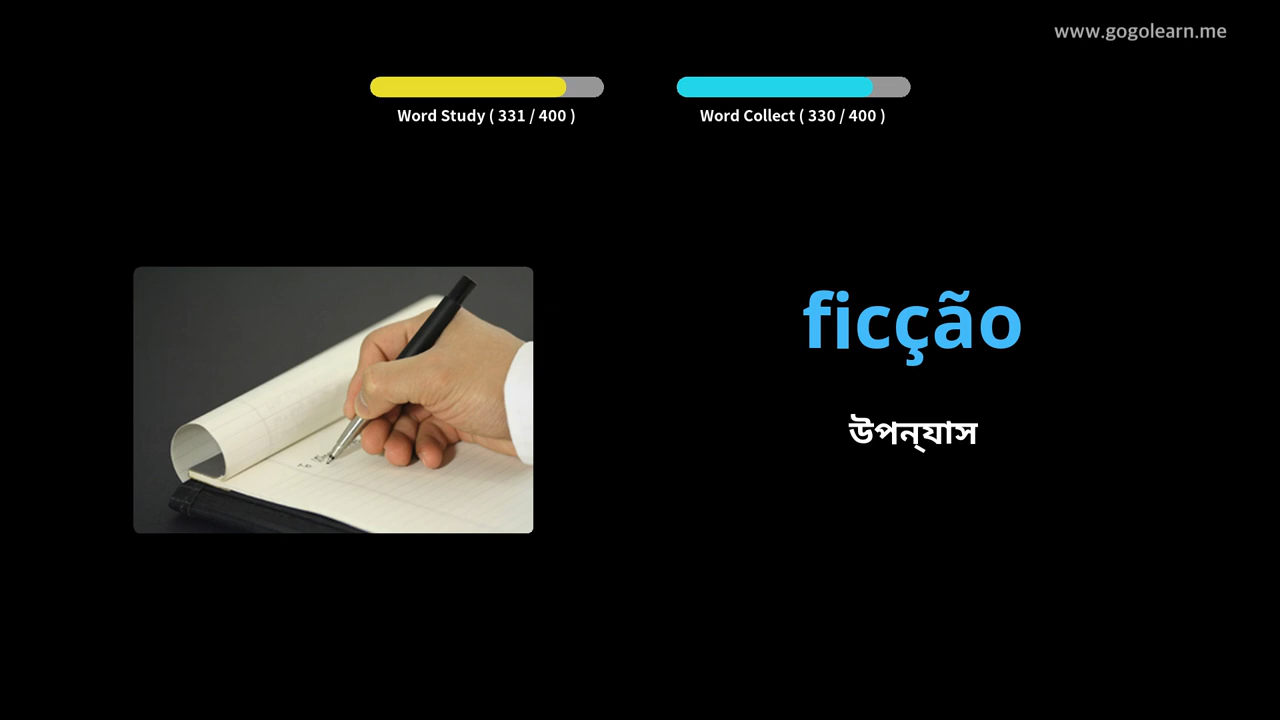 www.gogolearn.me
Word Study ( 331 / 400 )
Word Collect ( 330 / 400 )
ficção
উপন্যাস